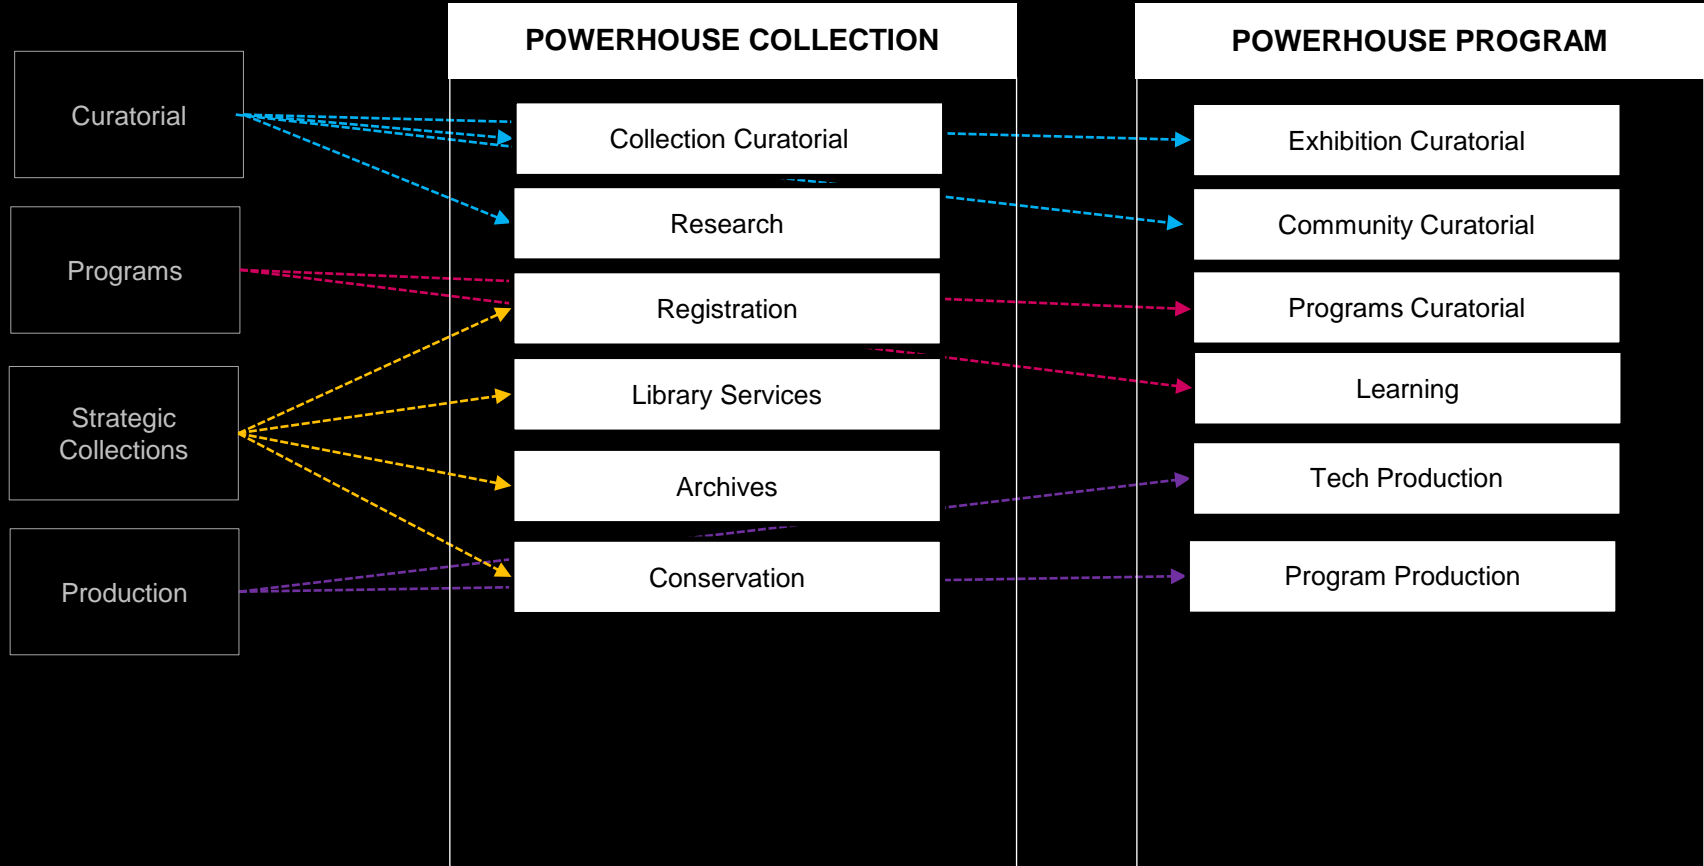 POWERHOUSE COLLECTION
POWERHOUSE PROGRAM
Curatorial
Programs
Strategic
Collections
Production
Collection Curatorial
Research
Registration
Library Services
Archives
Conservation
Exhibition Curatorial
Community Curatorial
Programs Curatorial
Learning
Tech Production
Program Production